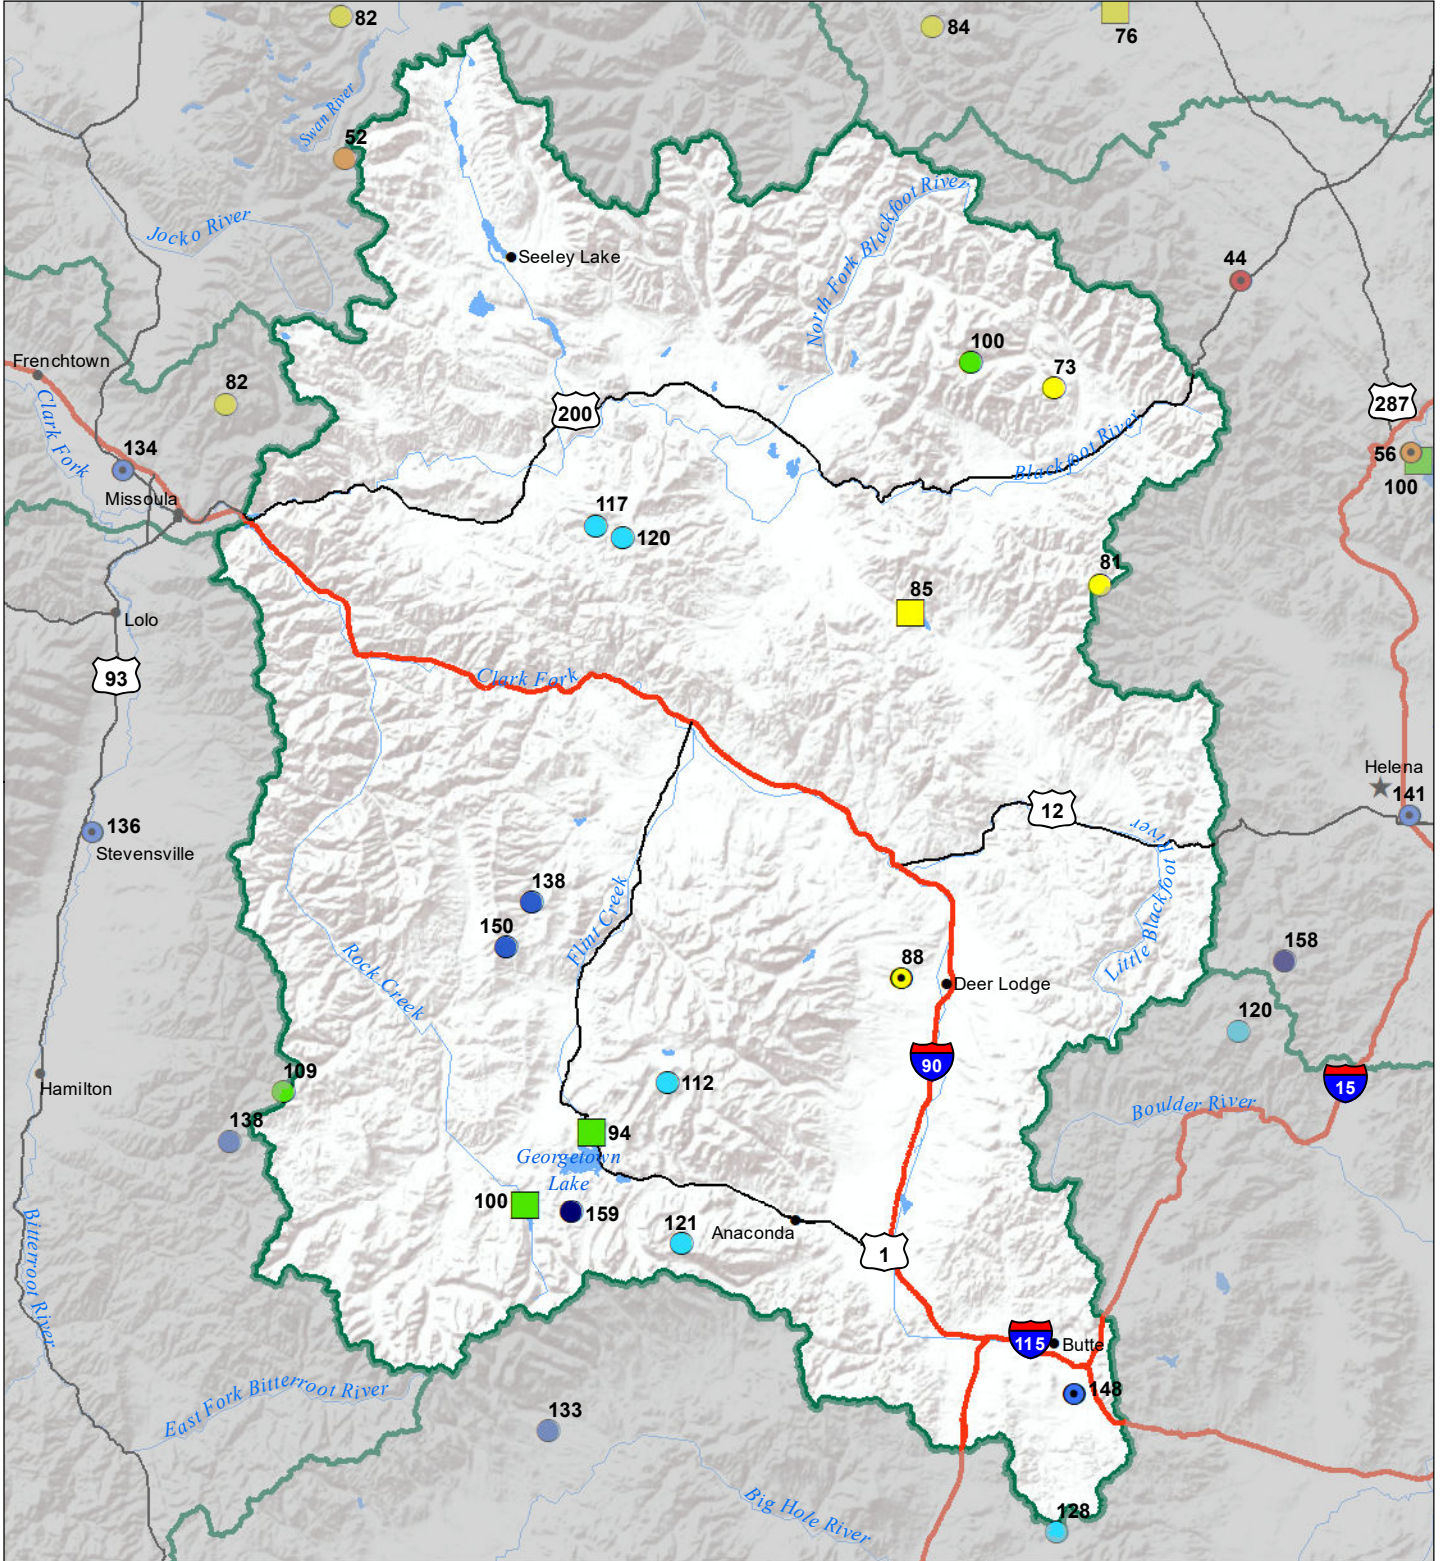 82
84
76
Swan River
52
Jocko River
North Fork Blackfoot River
Seeley Lake
44
100
73
Frenchtown
82
200
287
Clark Fork
Blackfoot River
134
56
100
Missoula
117
120
81
85
Lolo
93
Clark Fork
Helena
141
12
136
Stevensville
Little Blackfoot River
138
150
Flint Creek
158
Rock Creek
88
Deer Lodge
120
90
109
112
15
Hamilton
Boulder River
138
94
Georgetown
Lake
100
159
121
Anaconda
1
Bitterroot River
115
Butte
148
East Fork Bitterroot River
133
Big Hole River
128